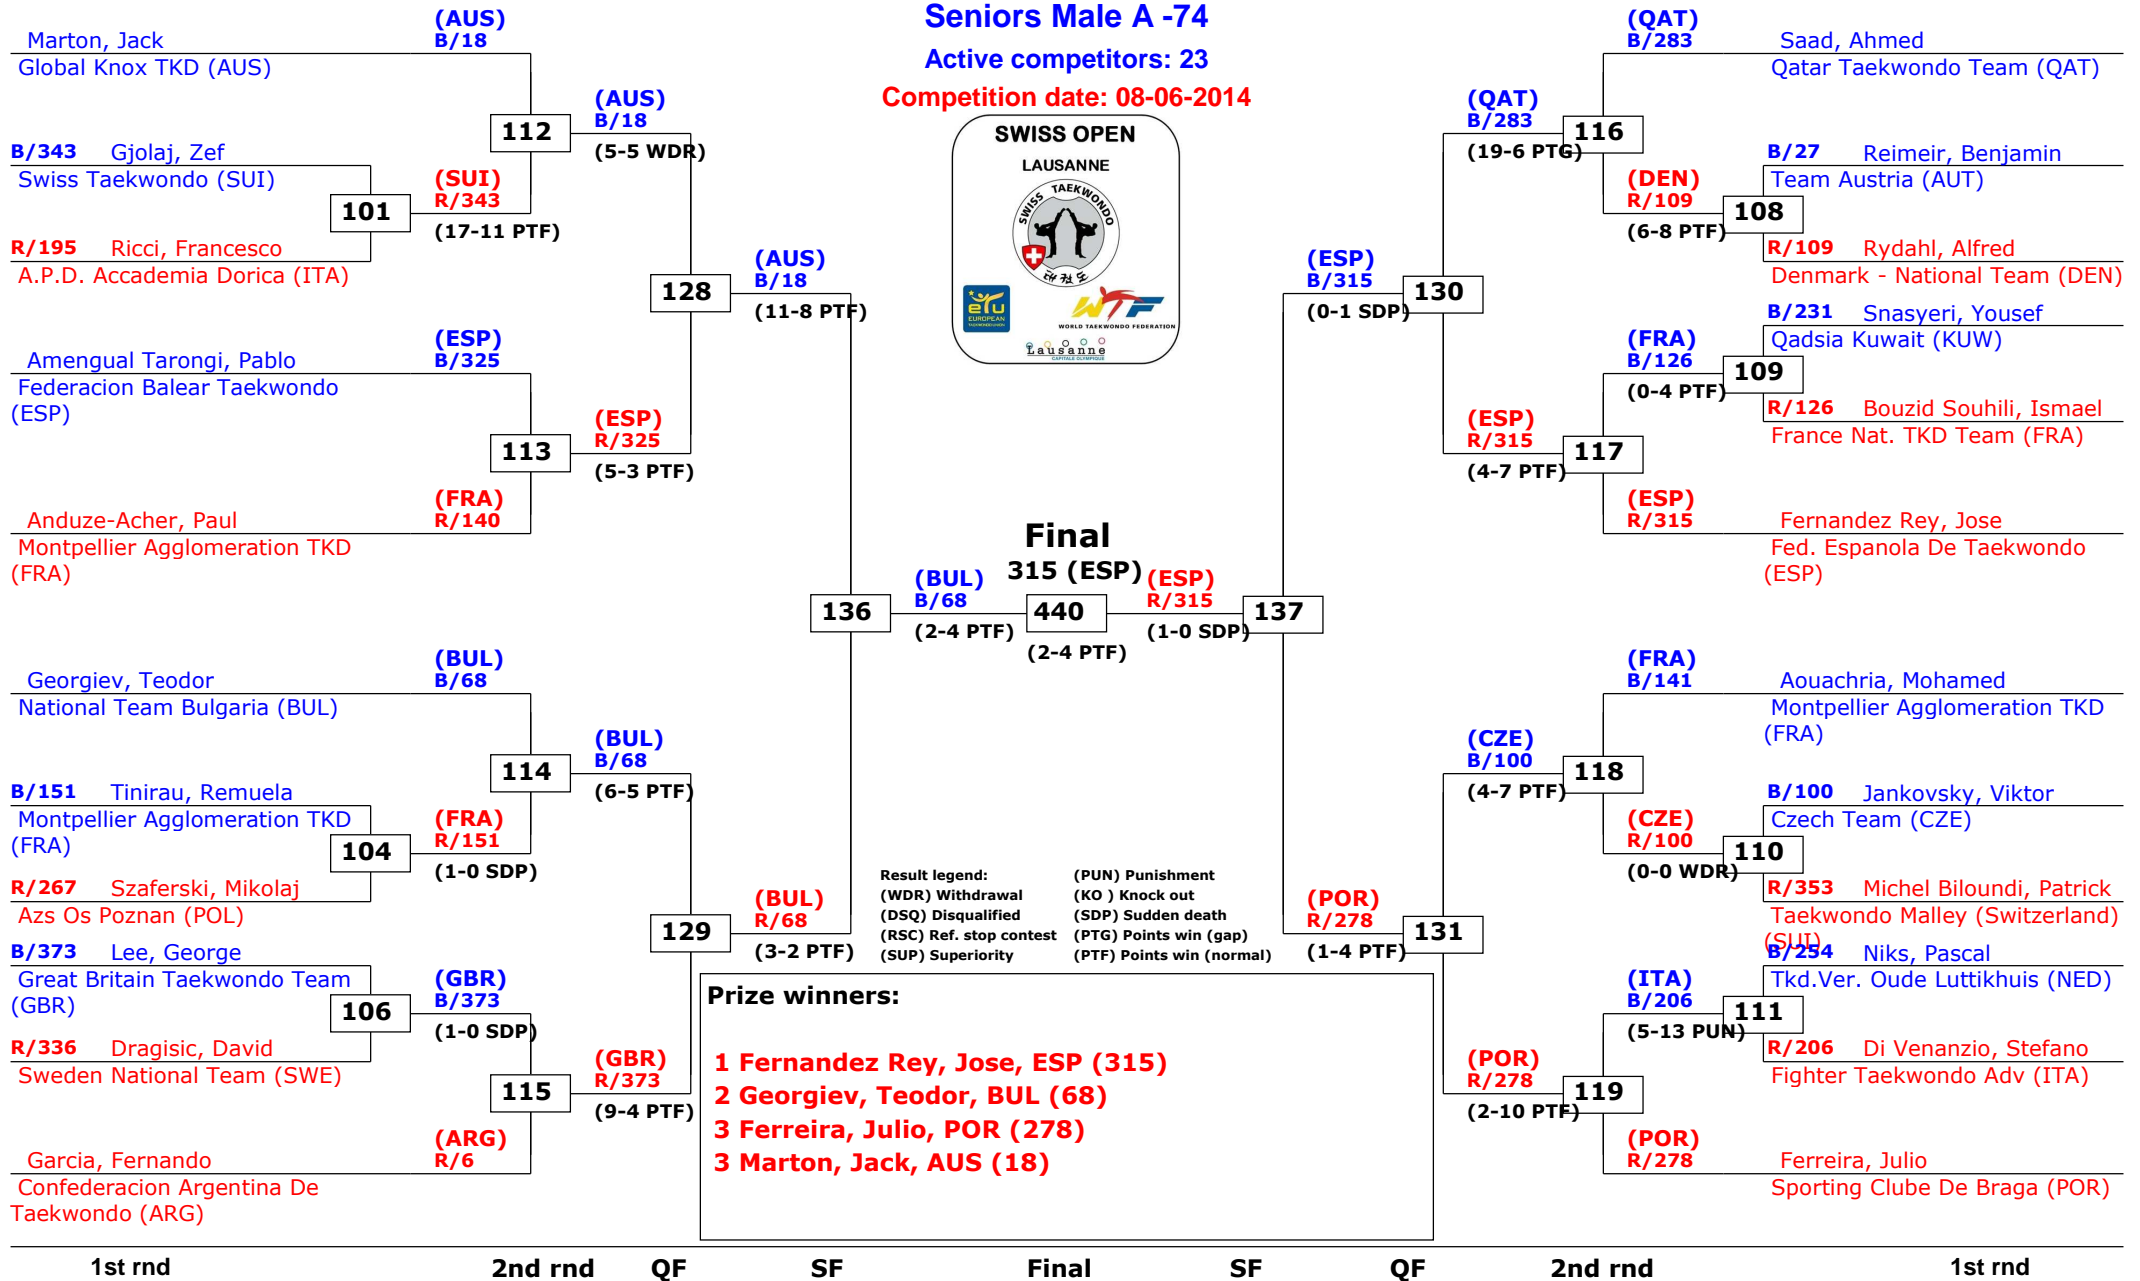 Seniors Male A -74
Active competitors: 23
Competition date: 08-06-2014
SWISS OPEN
LAUSANNE
SWISS TAEKWONDO
태권도
eTU
EUROPEAN
TAEKWONDO UNION
WTF
WORLD TAEKWONDO FEDERATION
Lausanne
CAPITALE OLYMPIQUE
Marton, Jack
Global Knox TKD (AUS)
(AUS)
B/18
B/343 Gjolaj, Zef
Swiss Taekwondo (SUI)
101
R/195 Ricci, Francesco
A.P.D. Accademia Dorica (ITA)
(SUI)
R/343
(17-11 PTF)
112
(AUS)
B/18
(5-5 WDR)
Amengual Tarongi, Pablo
Federacion Balear Taekwondo
(ESP)
(ESP)
B/325
113
Anduze-Acher, Paul
Montpellier Agglomeration TKD
(FRA)
(FRA)
R/140
(ESP)
R/325
(5-3 PTF)
128
(AUS)
B/18
(11-8 PTF)
Georgiev, Teodor
National Team Bulgaria (BUL)
(BUL)
B/68
B/151 Tinirau, Remuela
Montpellier Agglomeration TKD
(FRA)
104
R/267 Szaferski, Mikolaj
Azs Os Poznan (POL)
(FRA)
R/151
(1-0 SDP)
114
(BUL)
B/68
(6-5 PTF)
B/373 Lee, George
Great Britain Taekwondo Team
(GBR)
106
R/336 Dragisic, David
Sweden National Team (SWE)
(GBR)
B/373
(1-0 SDP)
115
Garcia, Fernando
Confederacion Argentina De
Taekwondo (ARG)
(ARG)
R/6
(GBR)
R/373
(9-4 PTF)
129
(BUL)
R/68
(3-2 PTF)
136
(BUL)
B/68
(2-4 PTF)
Final
315 (ESP)
440
(2-4 PTF)
(ESP)
R/315
(1-0 SDP)
137
(ESP)
B/315
(0-1 SDP)
130
(QAT)
B/283
(19-6 PTG)
116
(QAT)
B/283
Saad, Ahmed
Qatar Taekwondo Team (QAT)
(DEN)
R/109
(6-8 PTF)
108
B/27 Reimeir, Benjamin
Team Austria (AUT)
R/109 Rydahl, Alfred
Denmark - National Team (DEN)
(ESP)
R/315
(4-7 PTF)
117
(FRA)
B/126
(0-4 PTF)
109
B/231 Snasyeri, Yousef
Qadsia Kuwait (KUW)
R/126 Bouzid Souhili, Ismael
France Nat. TKD Team (FRA)
(ESP)
R/315
Fernandez Rey, Jose
Fed. Espanola De Taekwondo
(ESP)
(POR)
R/278
(1-4 PTF)
131
(CZE)
B/100
(4-7 PTF)
118
(FRA)
B/141
Aouachria, Mohamed
Montpellier Agglomeration TKD
(FRA)
(CZE)
R/100
(0-0 WDR)
110
B/100 Jankovsky, Viktor
Czech Team (CZE)
R/353 Michel Biloundi, Patrick
Taekwondo Malley (Switzerland)
(SUI)
(POR)
R/278
(2-10 PTF)
119
(ITA)
B/206
(5-13 PUN)
111
B/254 Niks, Pascal
Tkd.Ver. Oude Luttikhuis (NED)
R/206 Di Venanzio, Stefano
Fighter Taekwondo Adv (ITA)
(POR)
R/278
Ferreira, Julio
Sporting Clube De Braga (POR)
Result legend: (PUN) Punishment
(WDR) Withdrawal (KO ) Knock out
(DSQ) Disqualified (SDP) Sudden death
(RSC) Ref. stop contest (PTG) Points win (gap)
(SUP) Superiority (PTF) Points win (normal)
Prize winners:
1 Fernandez Rey, Jose, ESP (315)
2 Georgiev, Teodor, BUL (68)
3 Ferreira, Julio, POR (278)
3 Marton, Jack, AUS (18)
1st rnd 2nd rnd QF SF Final SF QF 2nd rnd 1st rnd